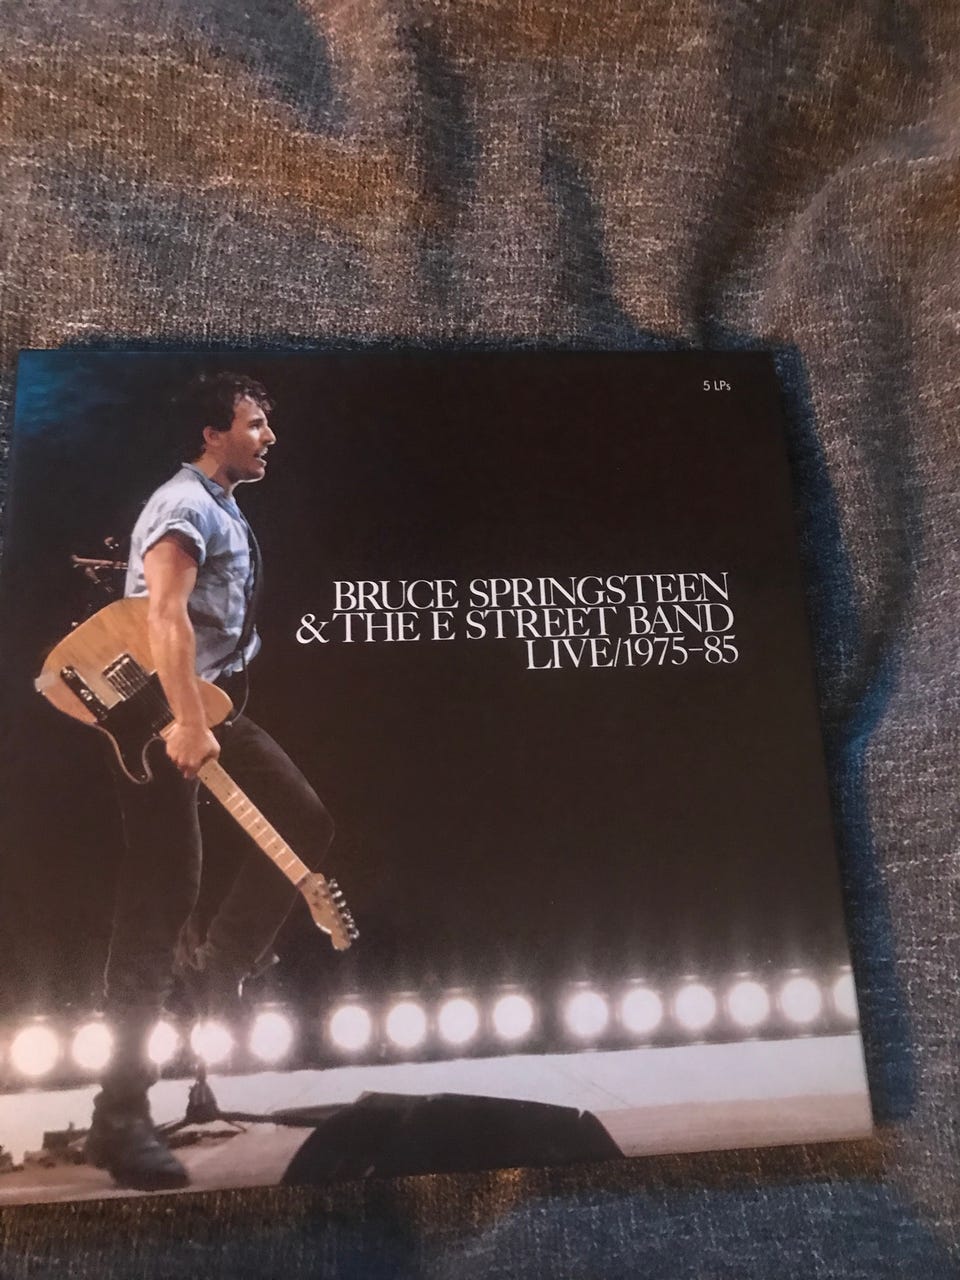 5 LPs
BRUCE SPRINGSTEEN
& THE E STREET BAND
LIVE/1975–85